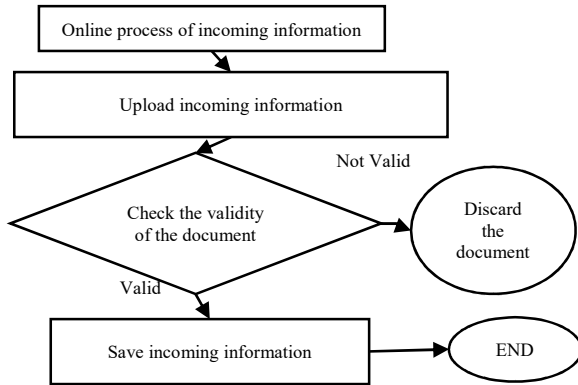 Online process of incoming information
Upload incoming information
Not Valid
Check the validity
of the document
Discard
the
document
Valid
Save incoming information
END